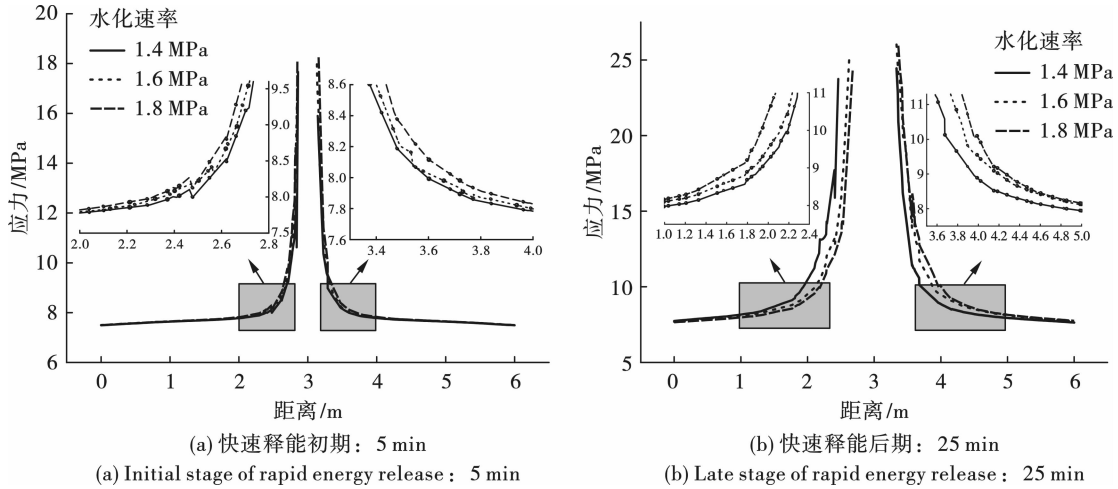 20
18
16
14
12
10
8
6
应力/MPa
水化速率
1.4 MPa
1.6 MPa
1.8 MPa
9.5
9.0
8.5
8.0
7.5
2.0 2.2 2.4 2.6 2.8
8.6
8.4
8.2
8.0
7.8
7.6
3.4 3.6 3.8 4.0
0 1 2 3 4 5 6
距离/m
(a) 快速释能初期：5 min
(a) Initial stage of rapid energy release：5 min
25
20
15
10
5
应力/MPa
水化速率
1.4 MPa
1.6 MPa
1.8 MPa
11
10
9
8
1.0 1.2 1.4 1.6 1.8 2.0 2.2 2.4
11
10
9
8
3.6 3.8 4.0 4.2 4.4 4.6 4.8 5.0
0 1 2 3 4 5 6
距离/m
(b) 快速释能后期：25 min
(b) Late stage of rapid energy release：25 min